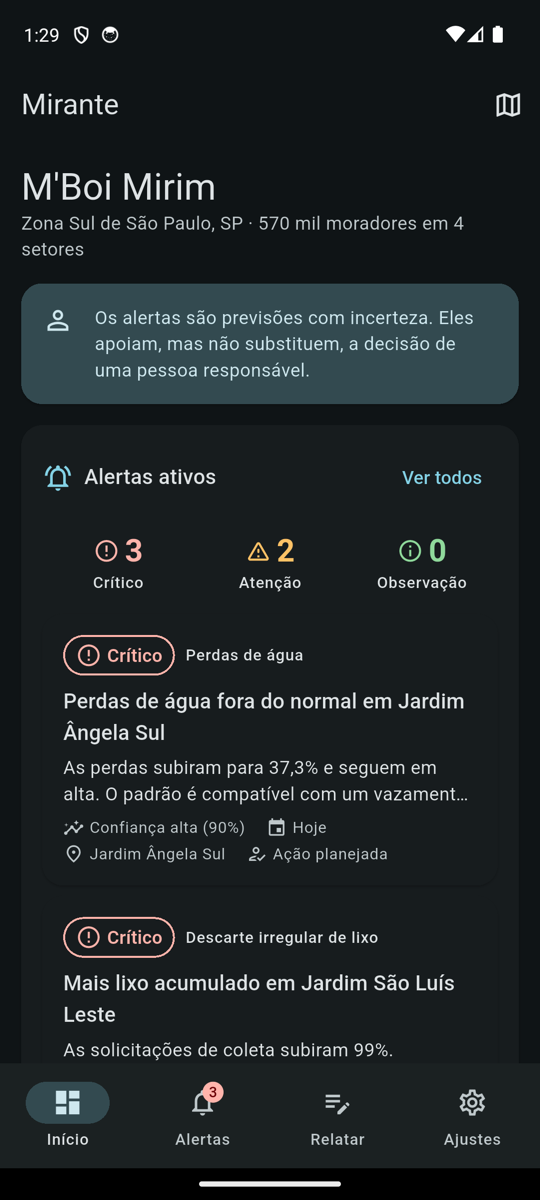 1:29
Mirante
M'Boi Mirim
Zona Sul de São Paulo, SP · 570 mil moradores em 4
setores
Os alertas são previsões com incerteza. Eles
apoiam, mas não substituem, a decisão de
uma pessoa responsável.
Alertas ativos
Ver todos
3 2 0
Crítico Atenção Observação
Crítico Perdas de água
Perdas de água fora do normal em Jardim
Ângela Sul
As perdas subiram para 37,3% e seguem em
alta. O padrão é compatível com um vazament…
Confiança alta (90%) Hoje
Jardim Ângela Sul Ação planejada
Crítico Descarte irregular de lixo
Mais lixo acumulado em Jardim São Luís
Leste
As solicitações de coleta subiram 99%.
3
Início Alertas Relatar Ajustes